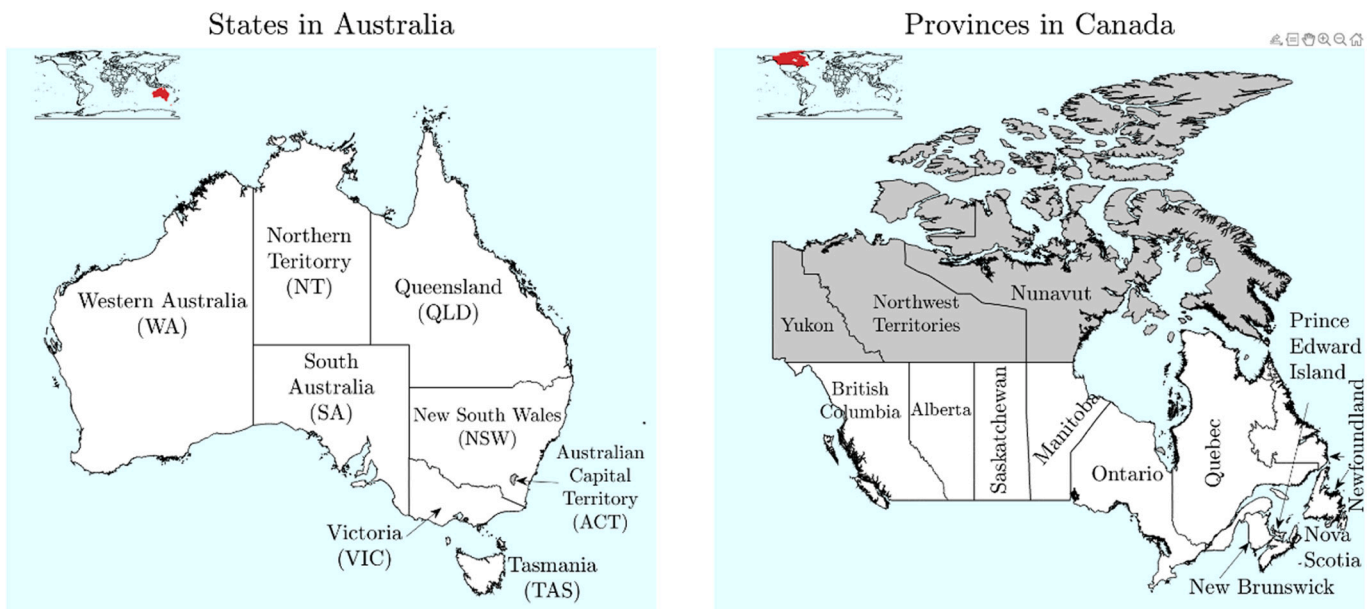 States in Australia
Northern
Teritorry
(NT)
Western Australia
(WA)
Queensland
(QLD)
South
Australia
(SA)
New South Wales
(NSW)
Australian
Capital
Territory
(ACT)
Victoria
(VIC)
Tasmania
(TAS)
Provinces in Canada
Nunavut
Northwest
Territories
Yukon
Prince
Edward
Island
British
Columbia
Alberta
Saskatchewan
Manitoba
Ontario
Quebec
Newfoundland
Nova
Scotia
New Brunswick